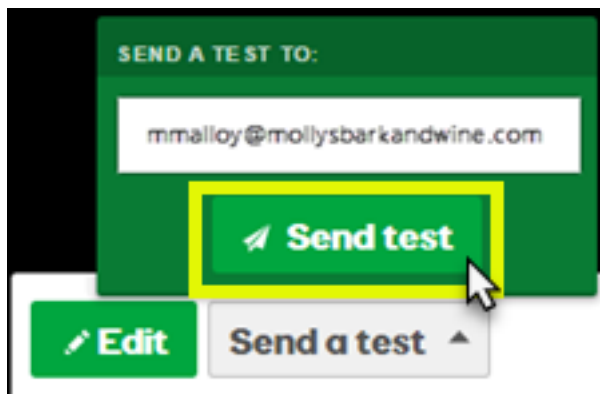 SEND A TEST TO:
mmalloy@mollysbarkandwine.com
Send test
Edit
Send a test